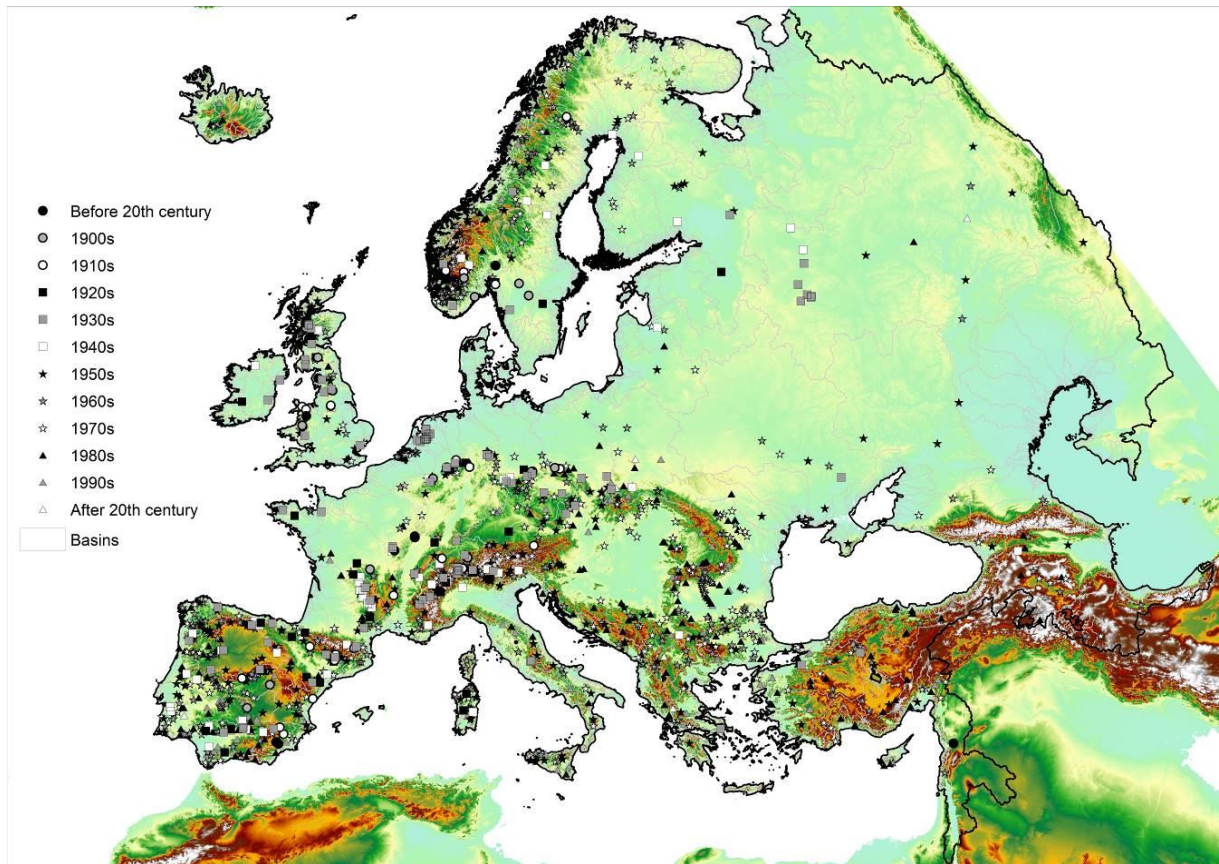 Before 20th century
1900s
1910s
1920s
1930s
1940s
1950s
1960s
1970s
1980s
1990s
After 20th century
Basins